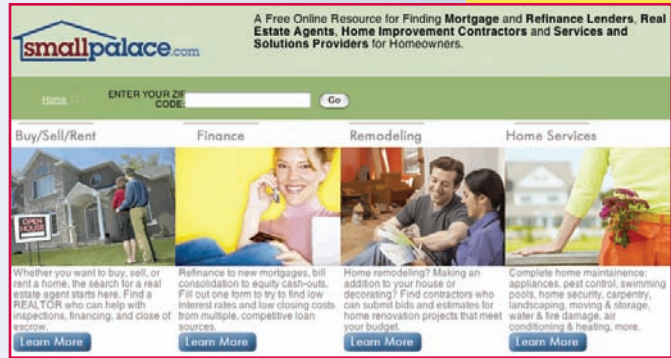 smallpalace.com
A Free Online Resource for Finding Mortgage and Refinance Lenders, Real
Estate Agents, Home Improvement Contractors and Services and
Solutions Providers for Homeowners.
Home ::
ENTER YOUR ZIP
CODE:
Go
Buy/Sell/Rent
Finance
Remodeling
Home Services
OPEN
HOUSE
Whether you want to buy, sell, or
rent a home, the search for a real
estate agent starts here. Find a
REALTOR who can help with
inspections, financing, and close of
escrow.
Learn More
Refinance to new mortgages, bill
consolidation to equity cash-outs.
Fill out one form to try to find low
interest rates and low closing costs
from multiple, competitive loan
sources.
Learn More
Home remodeling? Making an
addition to your house or
decorating? Find contractors who
can submit bids and estimates for
home renovation projects that meet
your budget.
Learn More
Complete home maintainence:
appliances, pest control, swimming
pools, home security, carpentry,
landscaping, moving & storage,
water & fire damage, air
conditioning & heating, more.
Learn More